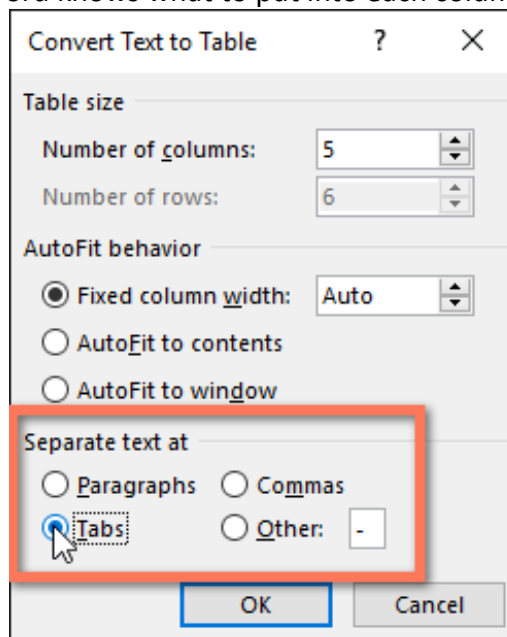 Convert Text to Table ? ×
Table size
Number of columns: 5
Number of rows: 6
AutoFit behavior
Fixed column width: Auto
AutoFit to contents
AutoFit to window
Separate text at
Paragraphs Commas
Tabs Other: -
OK Cancel